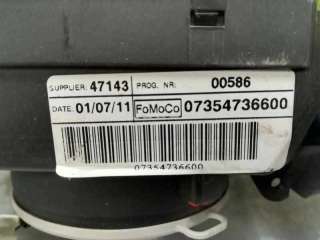 SUPPLIER: 47143 PROG. NR: 00586
DATE: 01/07/11 FoMoCo 07354736600
07354736600